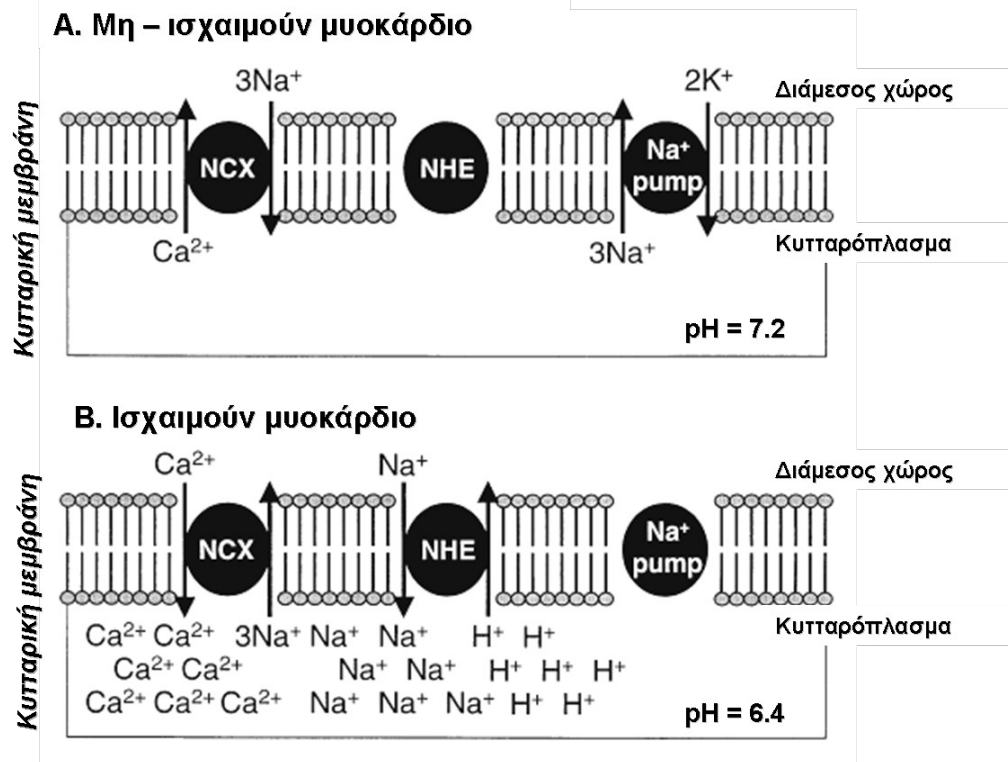 Α. Μη – ισχαιμούν μυοκάρδιο
3Na⁺ 2K⁺
Διάμεσος χώρος
Κυτταρική μεμβράνη
NCX NHE Na⁺ pump
Ca²⁺ 3Na⁺
Κυτταρόπλασμα
pH = 7.2
Β. Ισχαιμούν μυοκάρδιο
Ca²⁺ Na⁺
Διάμεσος χώρος
Κυτταρική μεμβράνη
NCX NHE Na⁺ pump
Κυτταρόπλασμα
Ca²⁺ Ca²⁺ 3Na⁺ Na⁺ Na⁺ H⁺ H⁺
Ca²⁺ Ca²⁺ Na⁺ Na⁺ H⁺ H⁺ H⁺
Ca²⁺ Ca²⁺ Ca²⁺ Na⁺ Na⁺ Na⁺ H⁺ H⁺
pH = 6.4